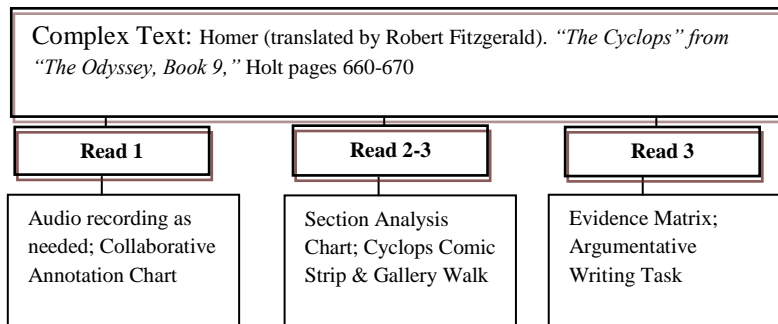 Complex Text: Homer (translated by Robert Fitzgerald). “The Cyclops” from
“The Odyssey, Book 9,” Holt pages 660-670
Read 1
Read 2-3
Read 3
Audio recording as
needed; Collaborative
Annotation Chart
Section Analysis
Chart; Cyclops Comic
Strip & Gallery Walk
Evidence Matrix;
Argumentative
Writing Task